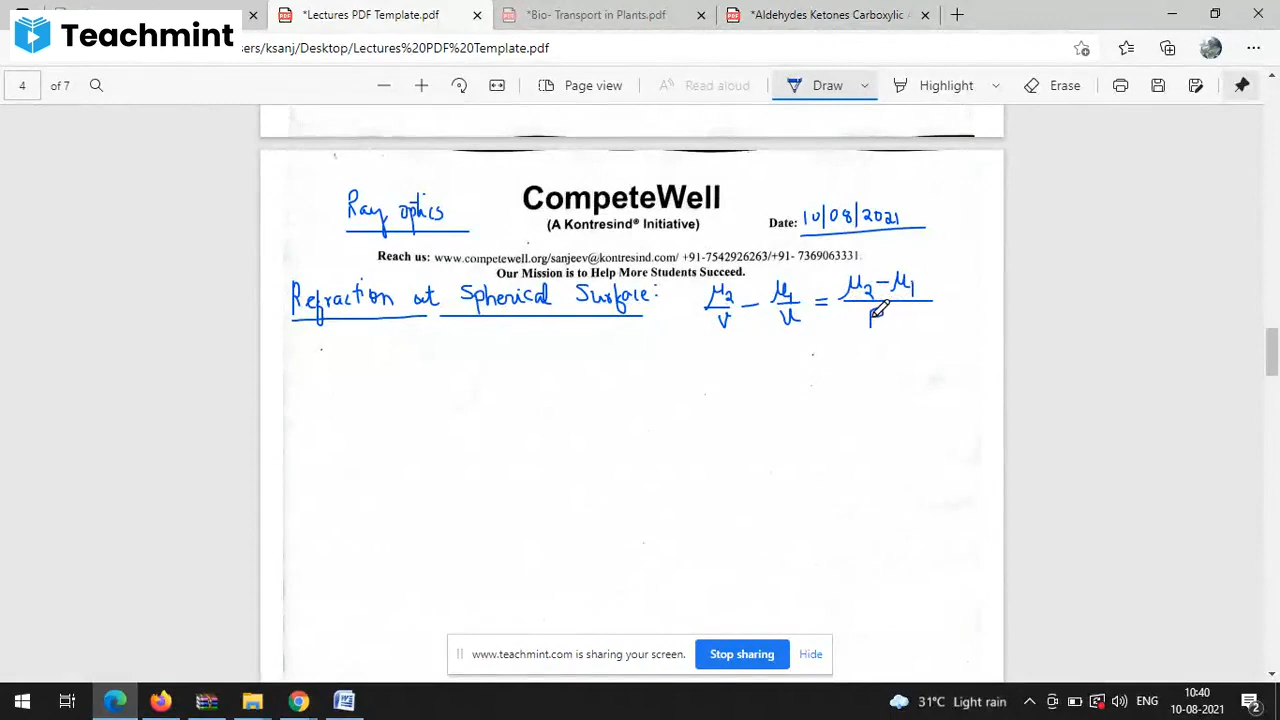 *Lectures PDF Template.pdf
*Bio- Transport in Plants.pdf
*Aldehydes Ketones Carboxylic A
Teachmint
ersers/ksanj/Desktop/Lectures%20PDF%20Template.pdf
4 of 7 Page view Read aloud Draw Highlight Erase
Ray optics
CompeteWell
(A Kontresind® Initiative)
Date: 10/08/2021
Reach us: www.competewell.org/sanjeev@kontresind.com/ +91-7542926263/+91- 7369063331.
Our Mission is to Help More Students Succeed.
Refraction at Spherical Surface: μ₂/v − μ₁/u = μ₂−μ₁/
www.teachmint.com is sharing your screen. Stop sharing Hide
31°C Light rain ENG 10:40
10-08-2021
2